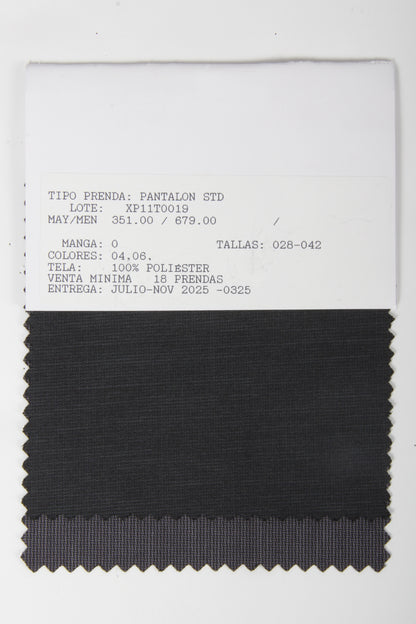 TIPO PRENDA: PANTALON STD
LOTE: XP11T0019
MAY/MEN 351.00 / 679.00 /
MANGA: 0 TALLAS: 028-042
COLORES: 04,06,
TELA: 100% POLIÉSTER
VENTA MINIMA 18 PRENDAS
ENTREGA: JULIO-NOV 2025 -0325